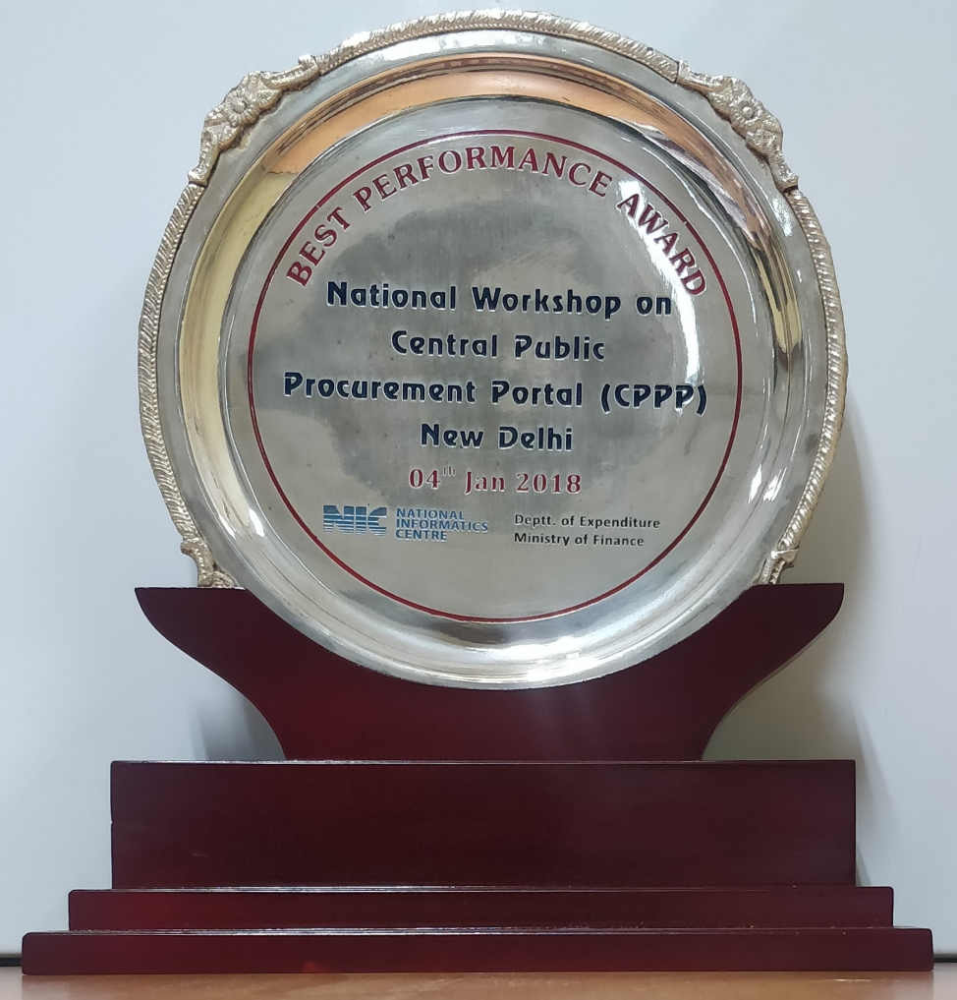 BEST PERFORMANCE AWARD
National Workshop on
Central Public
Procurement Portal (CPPP)
New Delhi
04th Jan 2018
NIC
NATIONAL
INFORMATICS
CENTRE
Deptt. of Expenditure
Ministry of Finance